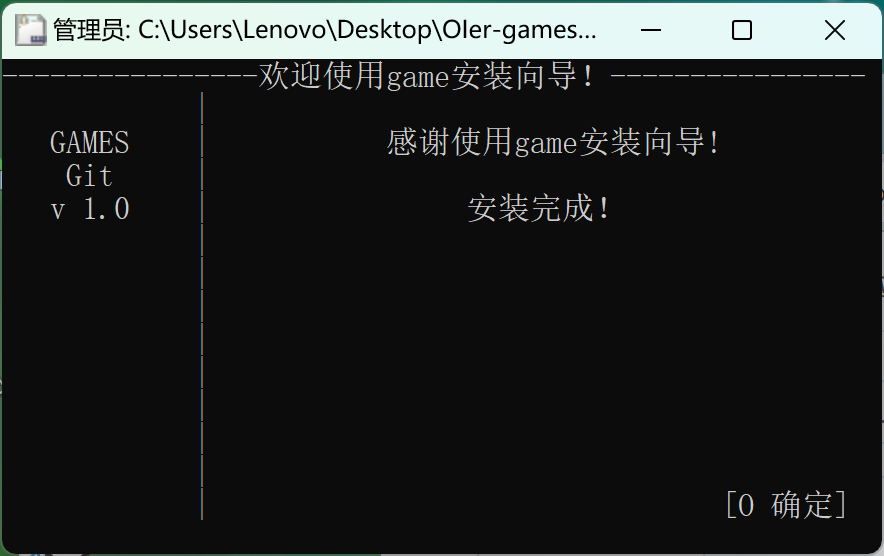 管理员: C:\Users\Lenovo\Desktop\OIer-games...
----------------欢迎使用game安装向导！----------------
GAMES 感谢使用game安装向导!
Git
v 1.0 安装完成!
[0 确定]